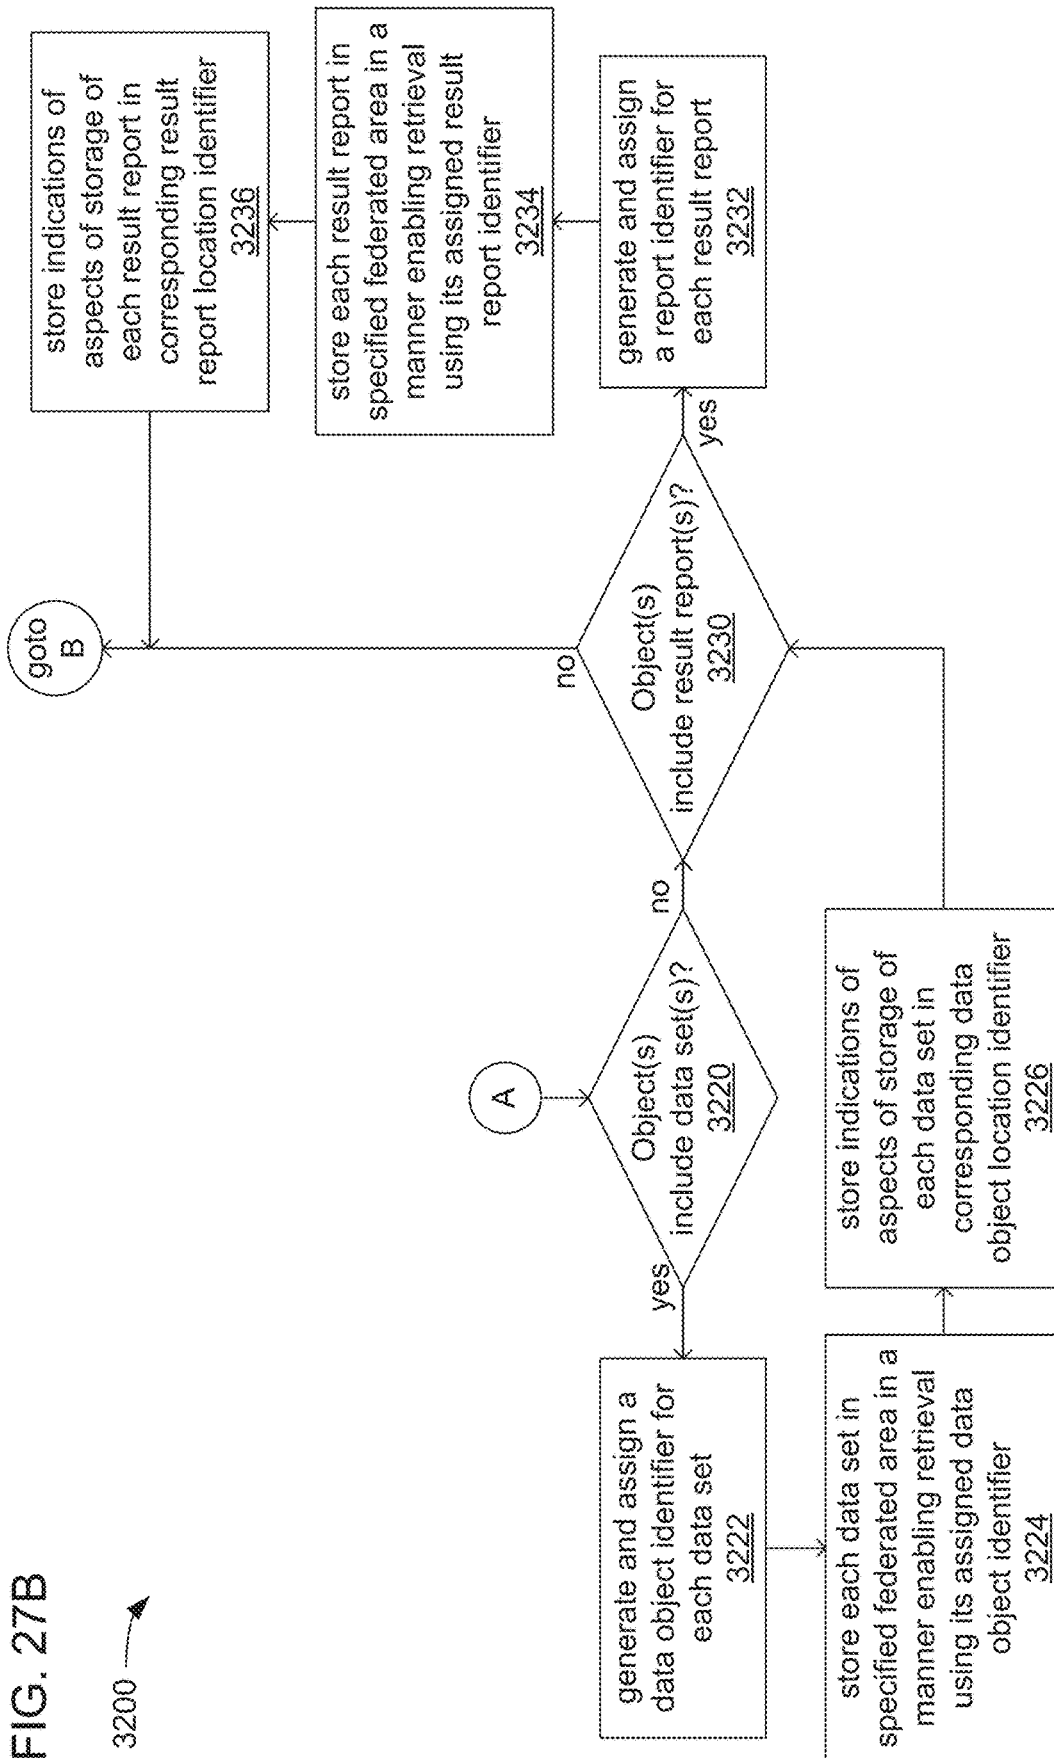 FIG. 27B
3200
A
Object(s)
include data set(s)?
3220
yes
no
generate and assign a
data object identifier for
each data set
3222
store each data set in
specified federated area in a
manner enabling retrieval
using its assigned data
object identifier
3224
store indications of
aspects of storage of
each data set in
corresponding data
object location identifier
3226
Object(s)
include result report(s)?
3230
no
yes
generate and assign
a report identifier for
each result report
3232
store each result report in
specified federated area in a
manner enabling retrieval
using its assigned result
report identifier
3234
store indications of
aspects of storage of
each result report in
corresponding result
report location identifier
3236
goto
B